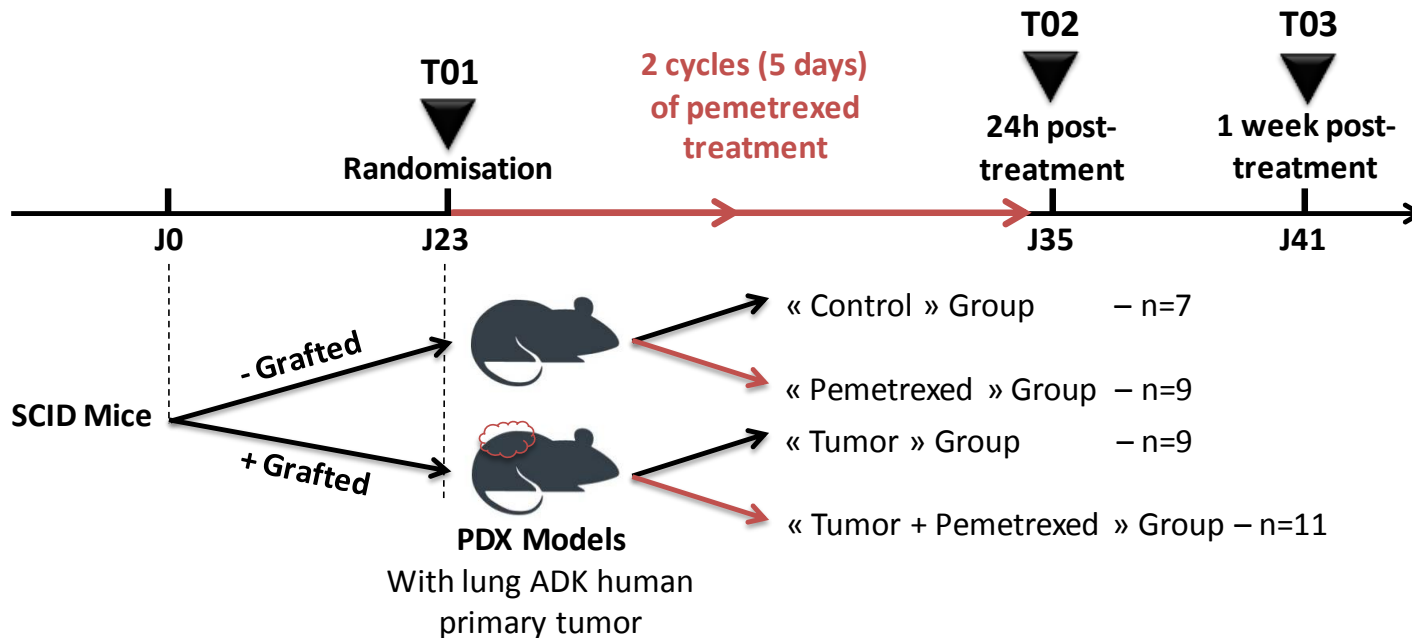 T01
Randomisation
2 cycles (5 days)
of pemetrexed
treatment
T02
24h post-
treatment
T03
1 week post-
treatment
J0
J23
J35
J41
SCID Mice
- Grafted
+ Grafted
« Control » Group – n=7
« Pemetrexed » Group – n=9
« Tumor » Group – n=9
« Tumor + Pemetrexed » Group – n=11
PDX Models
With lung ADK human
primary tumor